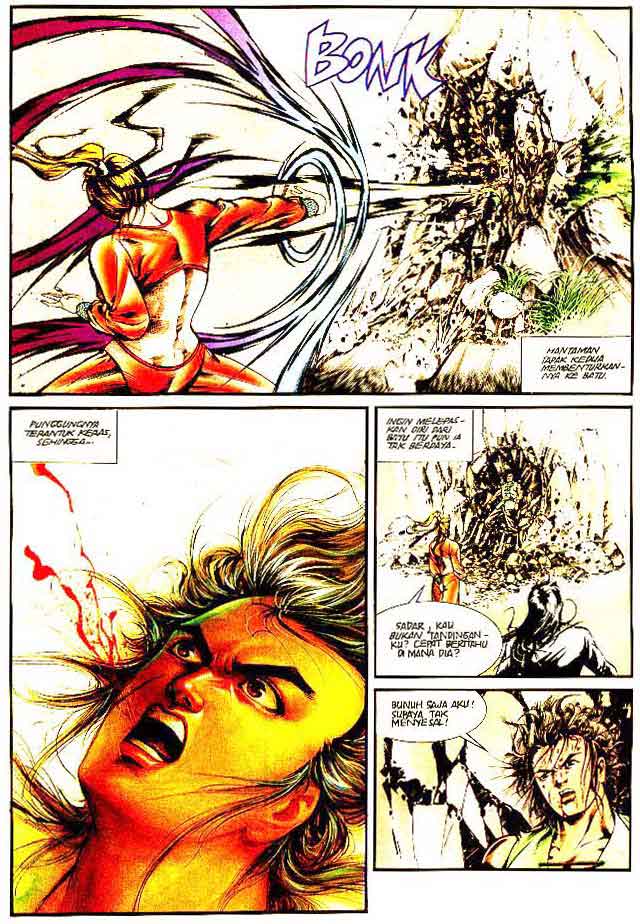 BONK
HANTAMAN
TAPAK KEDUA
MEMBENTURKAN-
NYA KE BATU.
PUNGGUNGNYA
TERANTUK KERAS,
SEHINGGA...
INGIN MELEPAS-
KAN DIRI DARI
BATU ITU PUN IA
TAK BERDAYA...
SADAR, KAU
BUKAN TANDINGAN-
KU? CEPAT BERITAHU
DI MANA DIA?
BUNUH SAJA AKU!
SUPAYA TAK
MENYESAL!